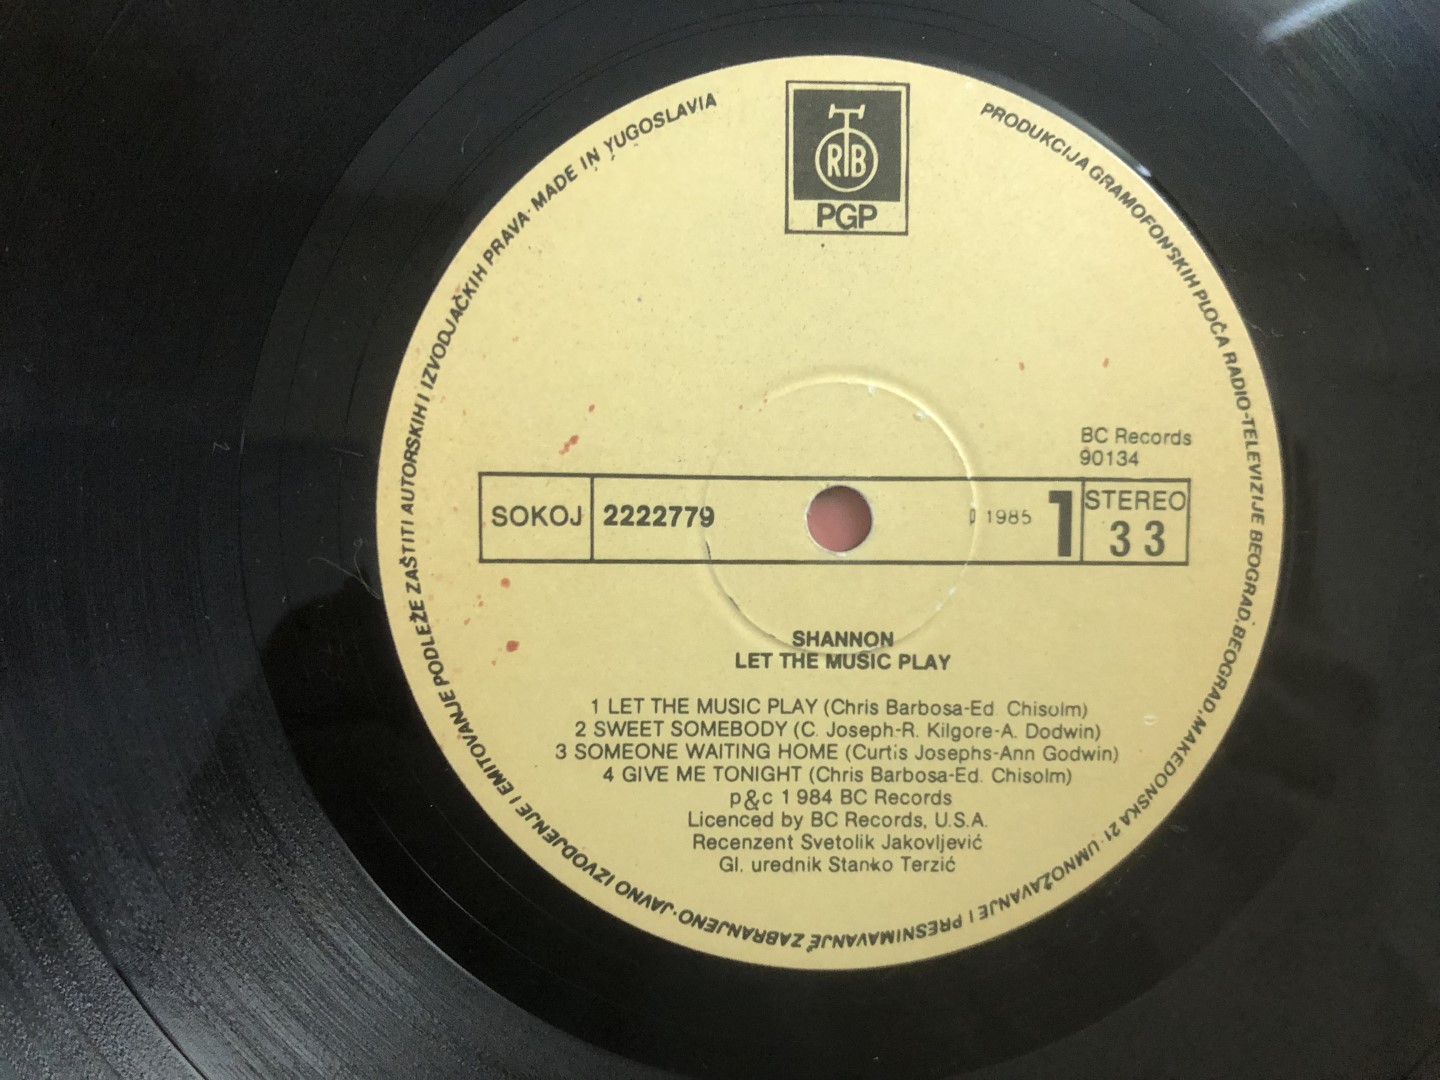 PRODUKCIJA GRAMOFONSKIH PLOČA RADIO-TELEVIZIJE BEOGRAD, BEOGRAD, MAKEDONSKA 21 · UMNOŽAVANJE I PRESNIMAVANJE ZABRANJENO · JAVNO IZVODJENJE I EMITOVANJE PODLEŽE ZAŠTITI AUTORSKIH I IZVODJAČKIH PRAVA · MADE IN YUGOSLAVIA
RTB
PGP
BC Records
90134
SOKOJ 2222779 p 1985 1 STEREO
33
SHANNON
LET THE MUSIC PLAY
1 LET THE MUSIC PLAY (Chris Barbosa-Ed. Chisolm)
2 SWEET SOMEBODY (C. Joseph-R. Kilgore-A. Dodwin)
3 SOMEONE WAITING HOME (Curtis Josephs-Ann Godwin)
4 GIVE ME TONIGHT (Chris Barbosa-Ed. Chisolm)
p&c 1984 BC Records
Licenced by BC Records, U.S.A.
Recenzent Svetolik Jakovljević
Gl. urednik Stanko Terzić